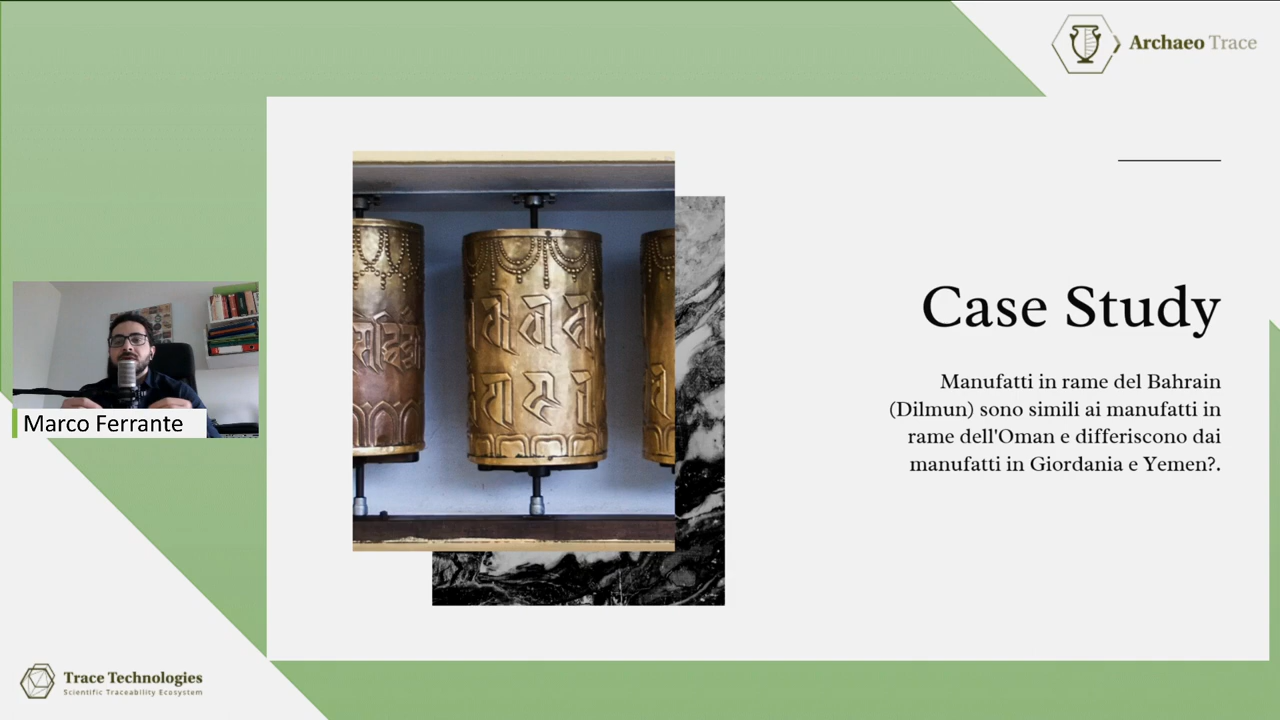 Archaeo Trace
Case Study
Manufatti in rame del Bahrain
(Dilmun) sono simili ai manufatti in
rame dell'Oman e differiscono dai
manufatti in Giordania e Yemen?.
Marco Ferrante
Trace Technologies
Scientific Traceability Ecosystem